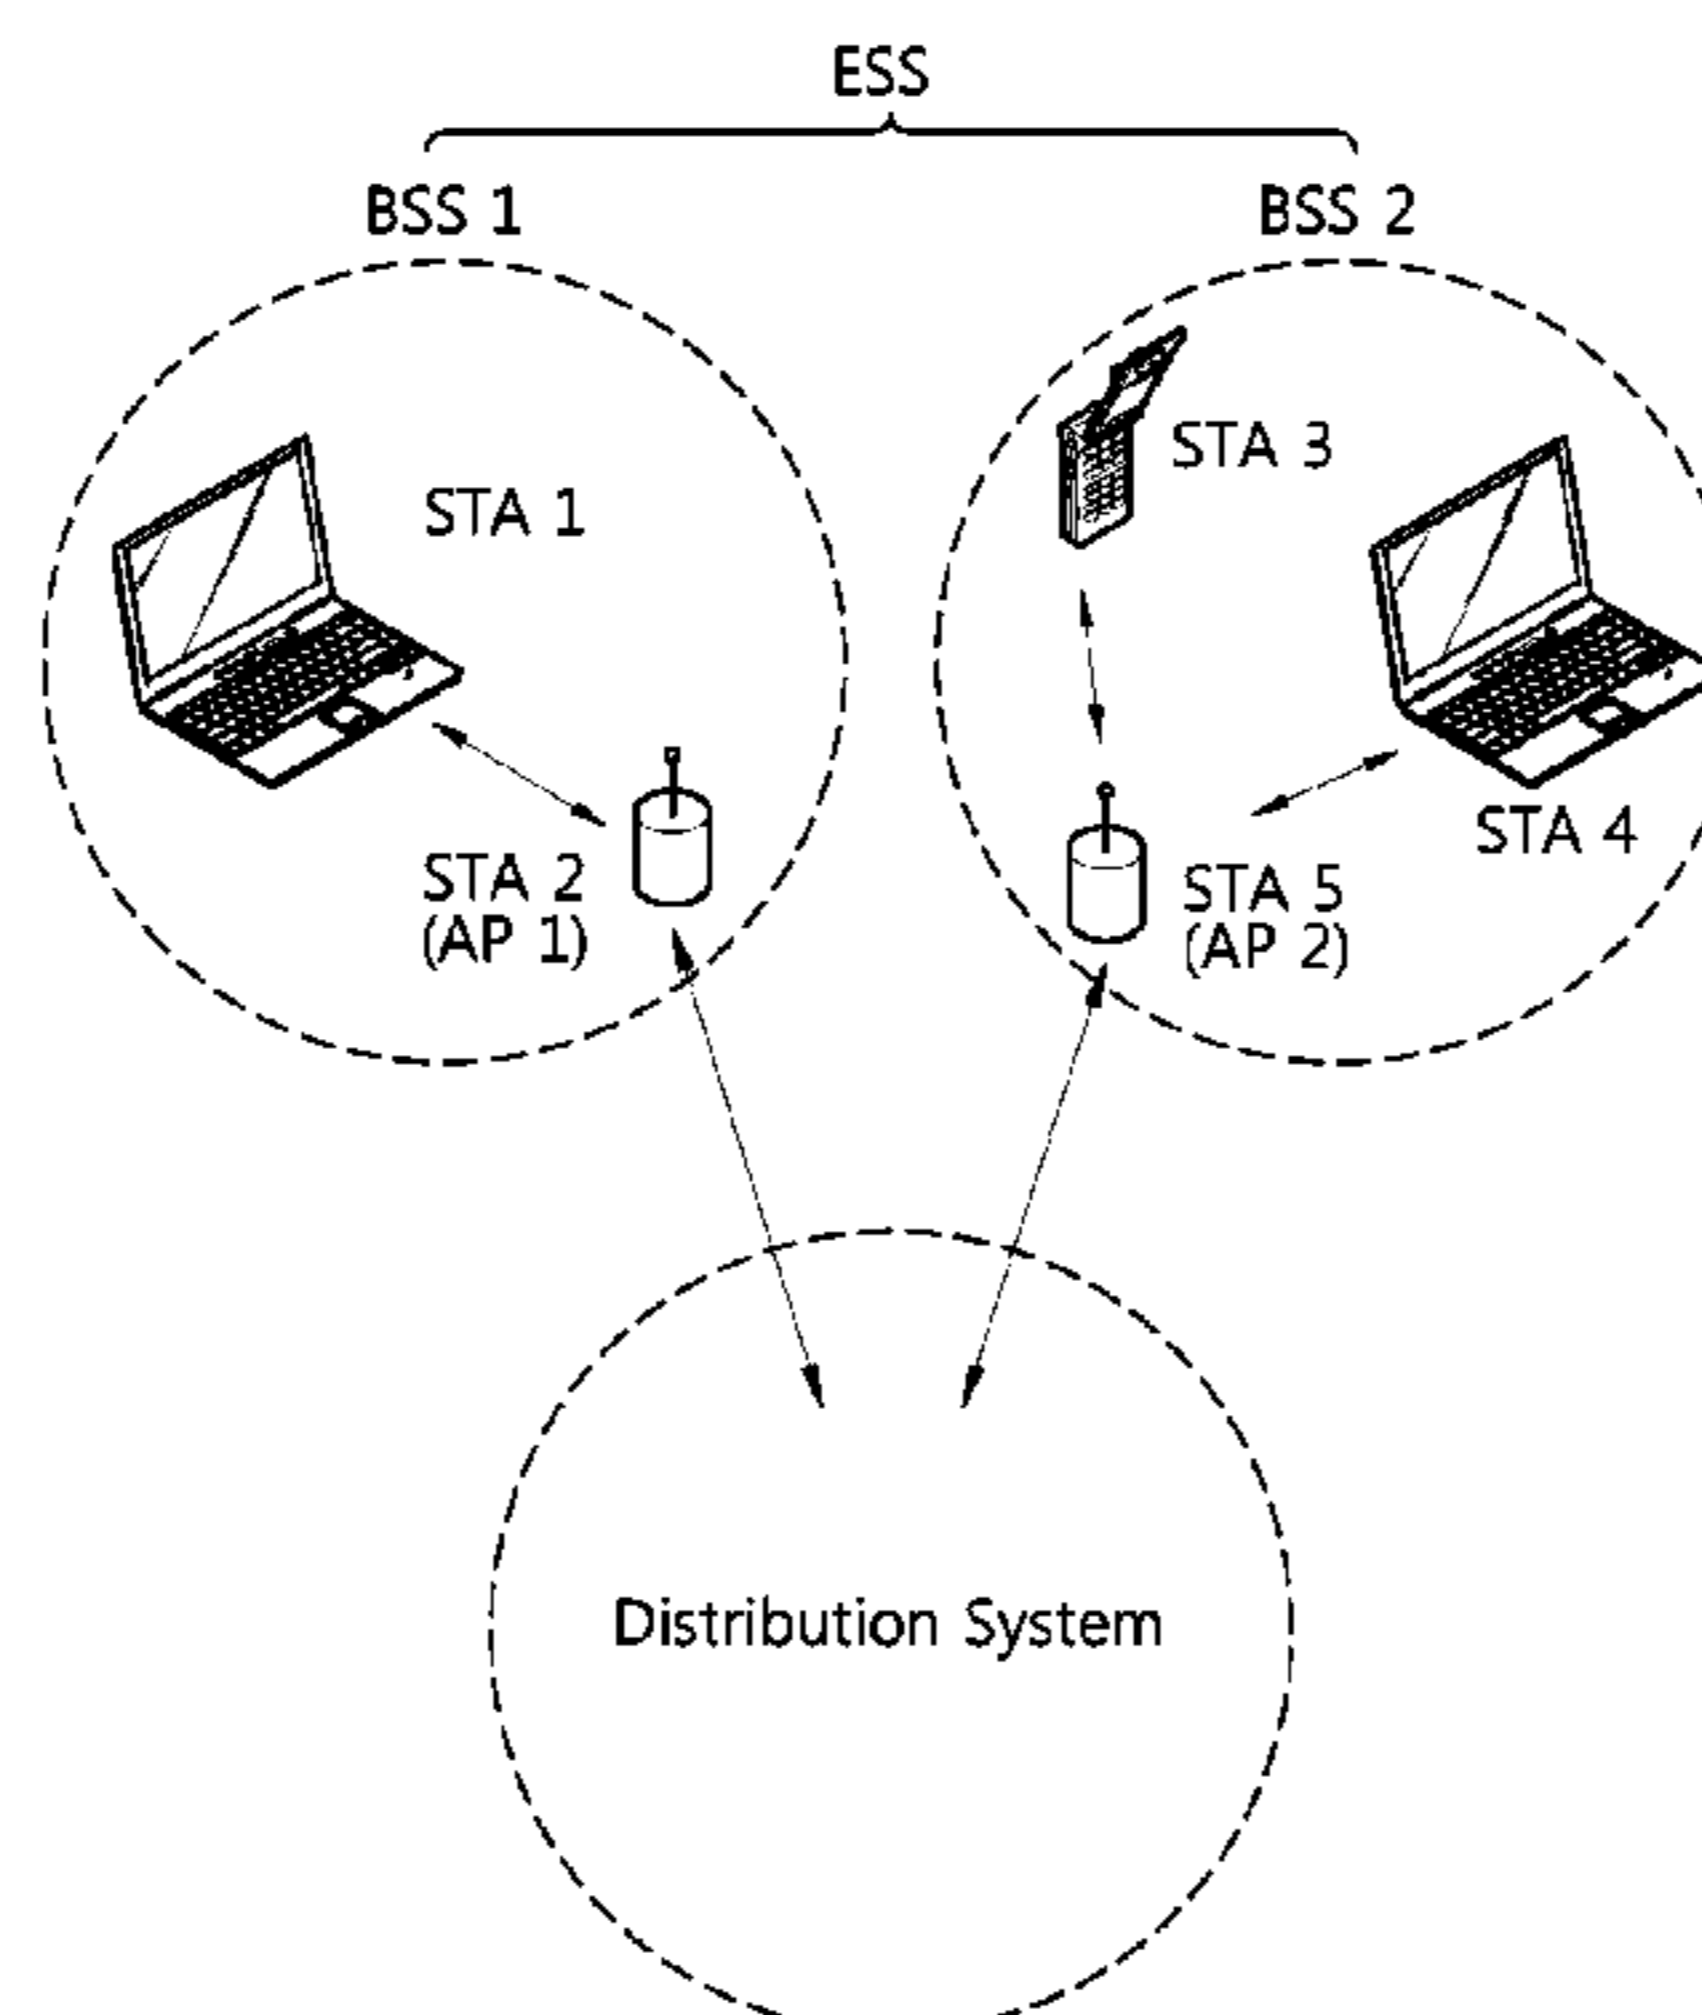 ESS
BSS 1
BSS 2
STA 3
STA 1
STA 4
STA 2
(AP 1)
STA 5
(AP 2)
Distribution System